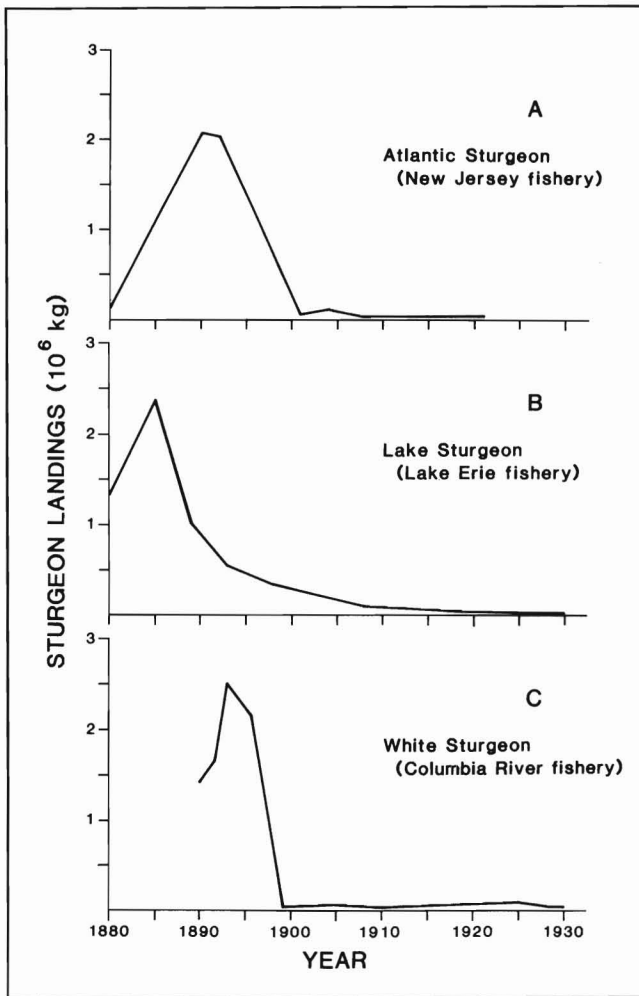 STURGEON LANDINGS (10⁶ kg)
3
2
1
A
Atlantic Sturgeon
(New Jersey fishery)
3
2
1
B
Lake Sturgeon
(Lake Erie fishery)
3
2
1
C
White Sturgeon
(Columbia River fishery)
1880 1890 1900 1910 1920 1930
YEAR